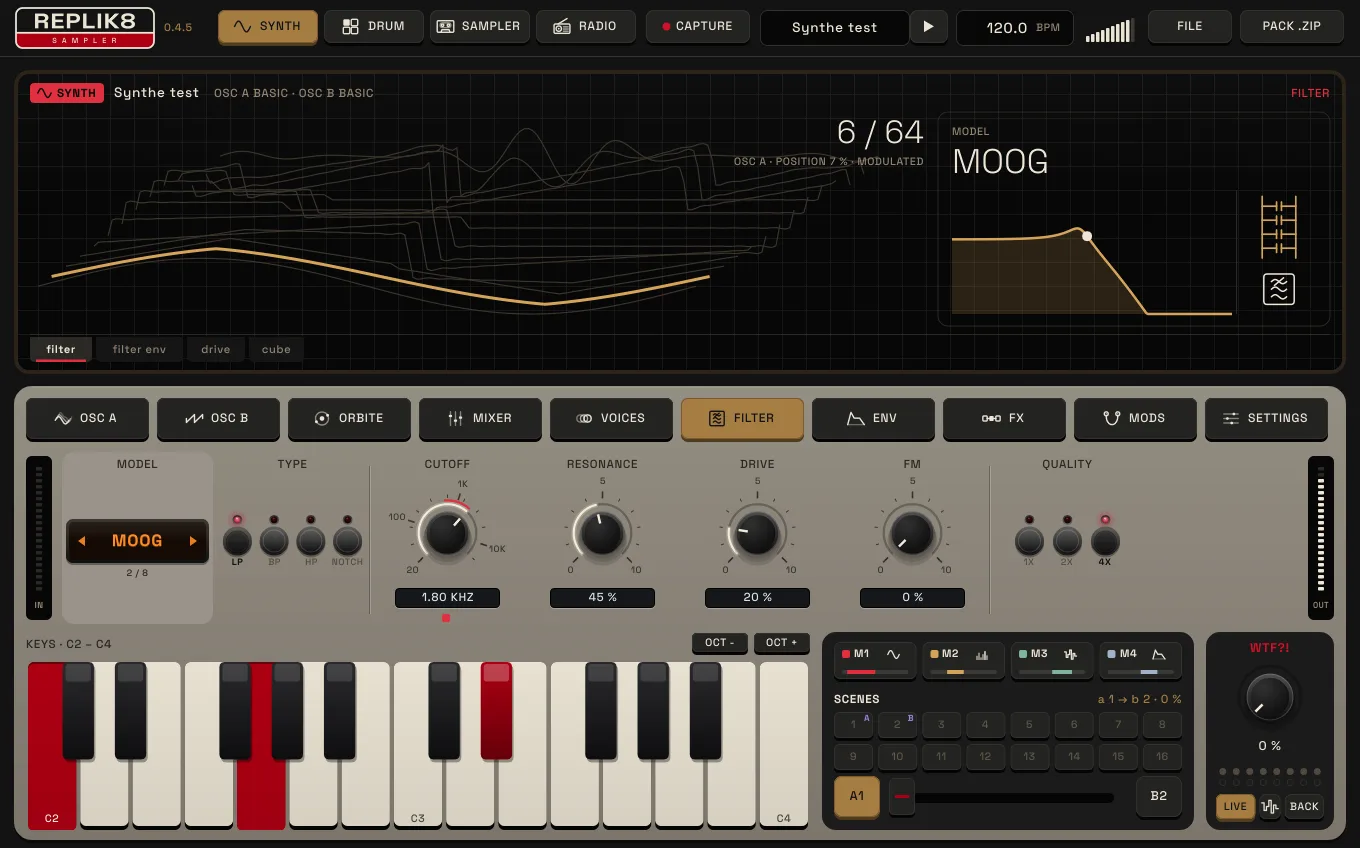 REPLIK8
SAMPLER
0.4.5
SYNTH
DRUM
SAMPLER
RADIO
CAPTURE
Synthe test
120.0 BPM
FILE
PACK .ZIP
SYNTH
Synthe test
OSC A BASIC · OSC B BASIC
FILTER
6 / 64
OSC A · POSITION 7 % · MODULATED
MODEL
MOOG
filter
filter env
drive
cube
OSC A
OSC B
ORBITE
MIXER
VOICES
FILTER
ENV
FX
MODS
SETTINGS
MODEL
TYPE
CUTOFF
RESONANCE
DRIVE
FM
QUALITY
1K
5
5
5
100
10K
MOOG
LP
BP
HP
NOTCH
1X
2X
4X
2 / 8
20
0
10
0
10
0
10
IN
1.80 KHZ
45 %
20 %
0 %
OUT
KEYS · C2 – C4
OCT -
OCT +
C2
C3
C4
M1
M2
M3
M4
SCENES
a 1 → b 2 · 0 %
1 A
2 B
3
4
5
6
7
8
9
10
11
12
13
14
15
16
A1
B2
WTF?!
0 %
LIVE
BACK